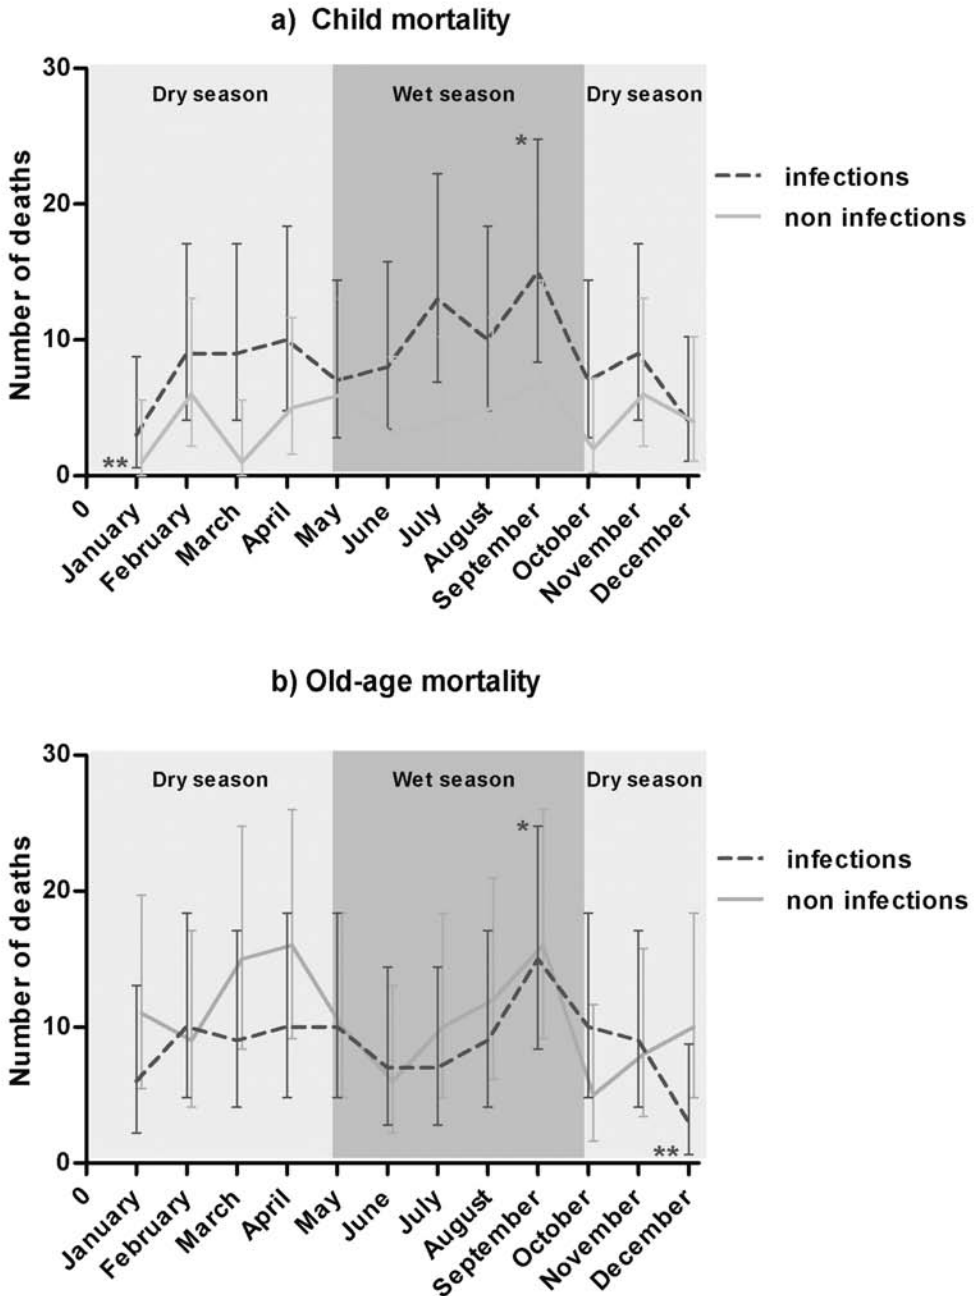 a) Child mortality
30
20
10
0
Number of deaths
Dry season
Wet season
Dry season
*
**
infections
non infections
0
January
February
March
April
May
June
July
August
September
October
November
December
b) Old-age mortality
30
20
10
0
Number of deaths
Dry season
Wet season
Dry season
*
**
infections
non infections
0
January
February
March
April
May
June
July
August
September
October
November
December